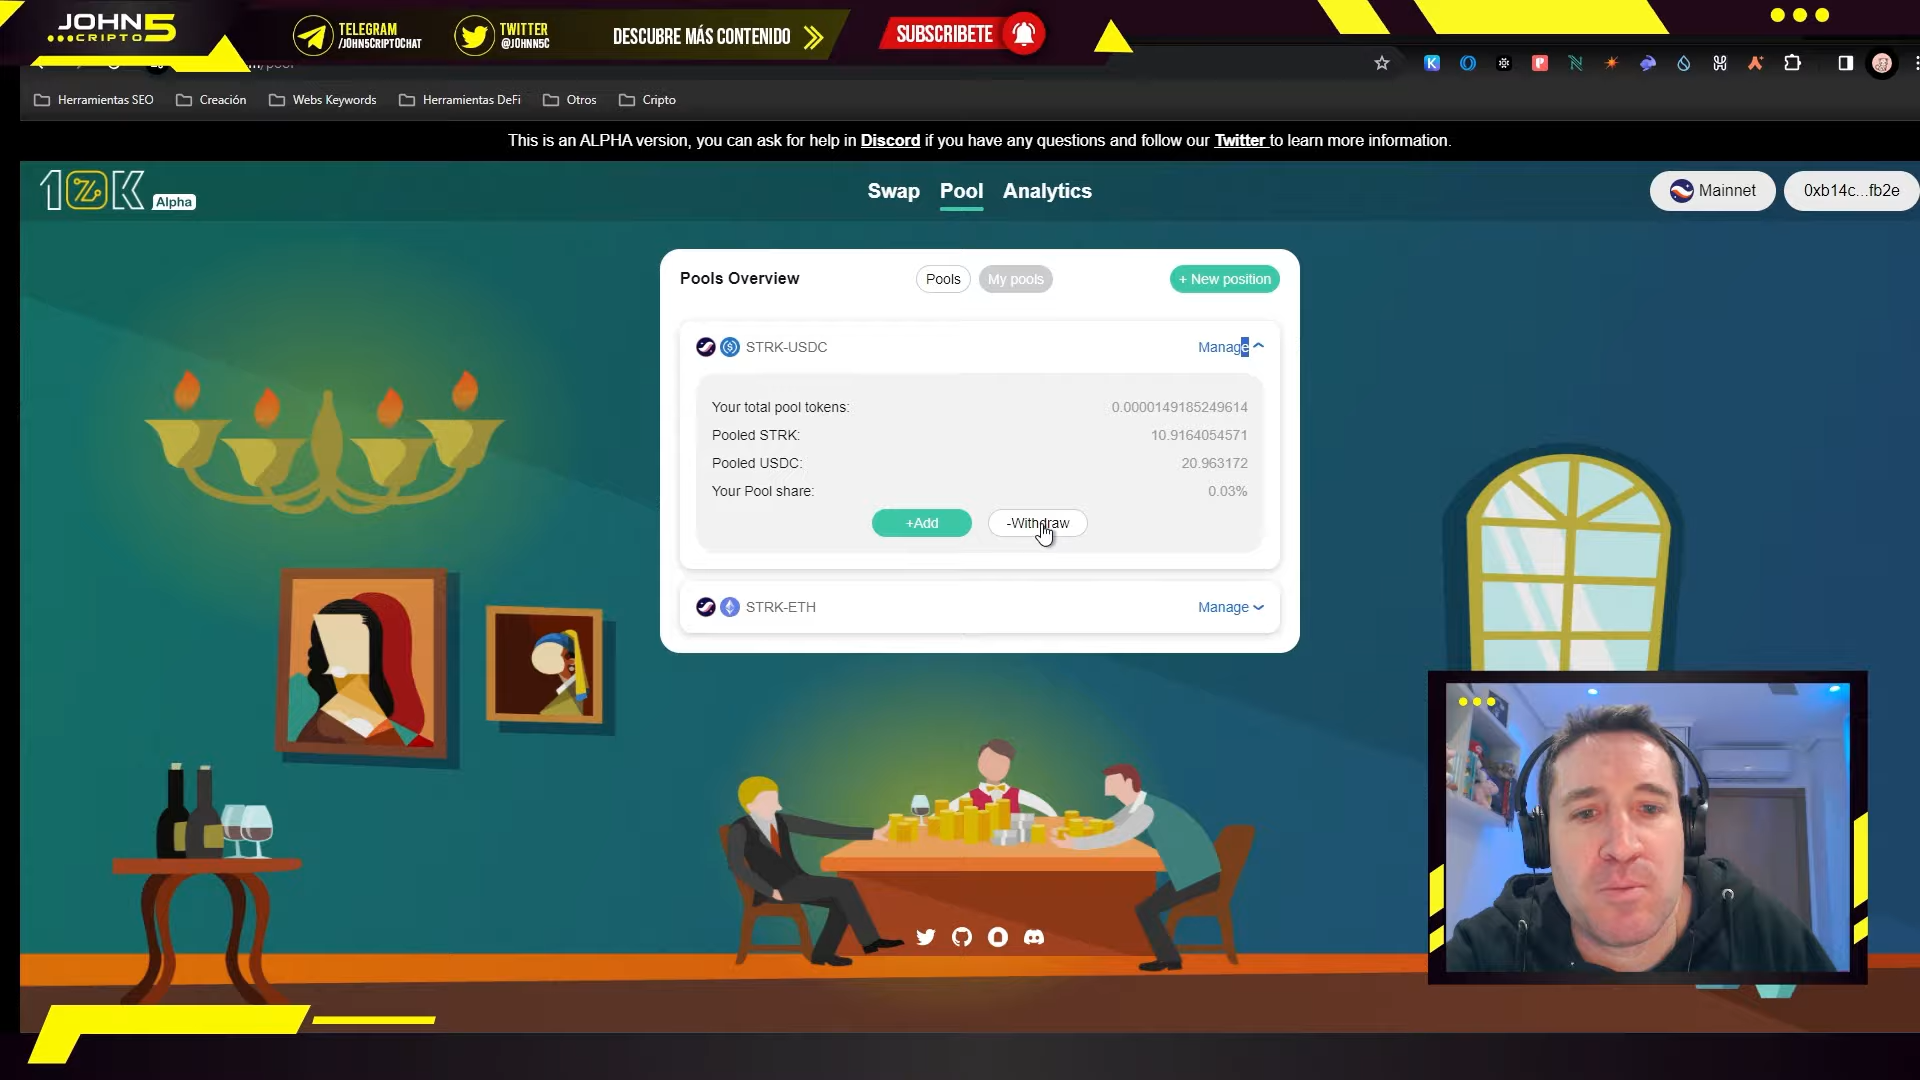 JOHN 5
CRIPTO
TELEGRAM
/JOHN5CRIPTOCHAT
TWITTER
@J0HNN5C
DESCUBRE MÁS CONTENIDO
SUBSCRIBETE
Herramientas SEO
Creación
Webs Keywords
Herramientas DeFi
Otros
Cripto
This is an ALPHA version, you can ask for help in Discord if you have any questions and follow our Twitter to learn more information.
10K Alpha
Swap
Pool
Analytics
Mainnet
0xb14c...fb2e
Pools Overview
Pools
My pools
+ New position
STRK-USDC
Manage
Your total pool tokens: 0.0000149185249614
Pooled STRK: 10.9164054571
Pooled USDC: 20.963172
Your Pool share: 0.03%
+Add
-Withdraw
STRK-ETH
Manage